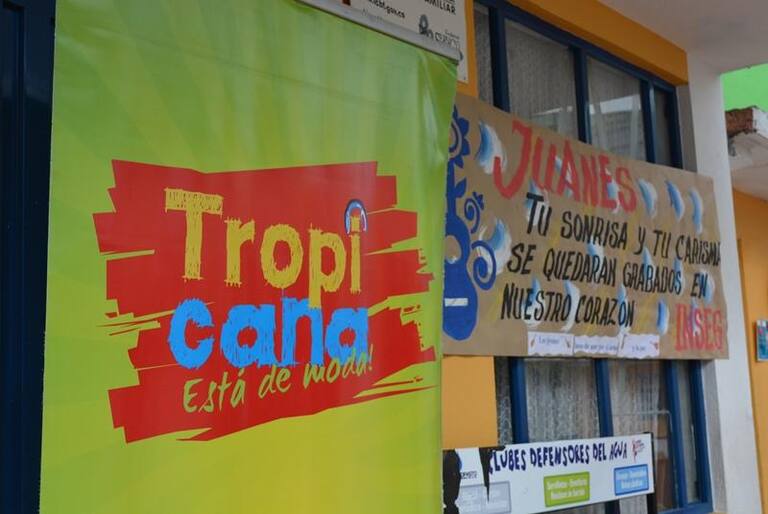 Tropi
cana
Está de moda!
FAMILIAR
JUANES
TU SONRISA Y TU CARISMA
SE QUEDARAN GRABADOS EN
NUESTRO CORAZON
INSEG
CLUBES DEFENSORES DEL AGUA